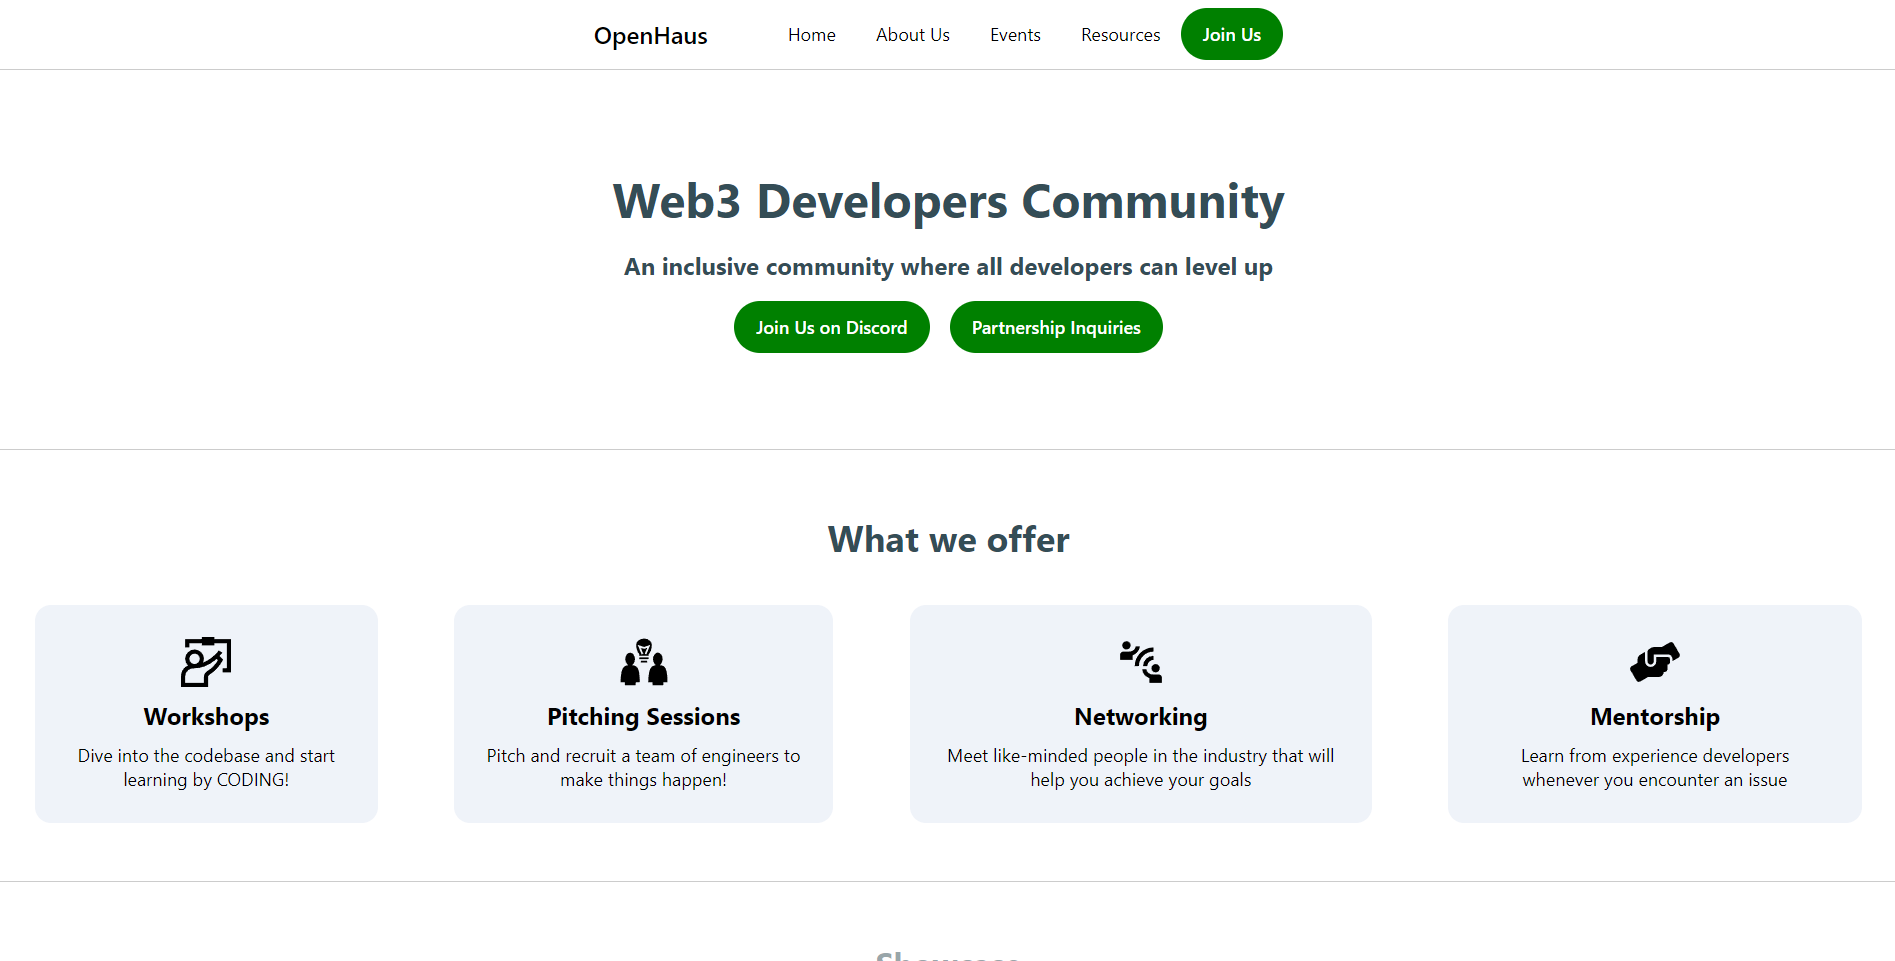 OpenHaus Home About Us Events Resources Join Us
Web3 Developers Community
An inclusive community where all developers can level up
Join Us on Discord Partnership Inquiries
What we offer
Workshops
Dive into the codebase and start
learning by CODING!
Pitching Sessions
Pitch and recruit a team of engineers to
make things happen!
Networking
Meet like-minded people in the industry that will
help you achieve your goals
Mentorship
Learn from experience developers
whenever you encounter an issue
Showcase